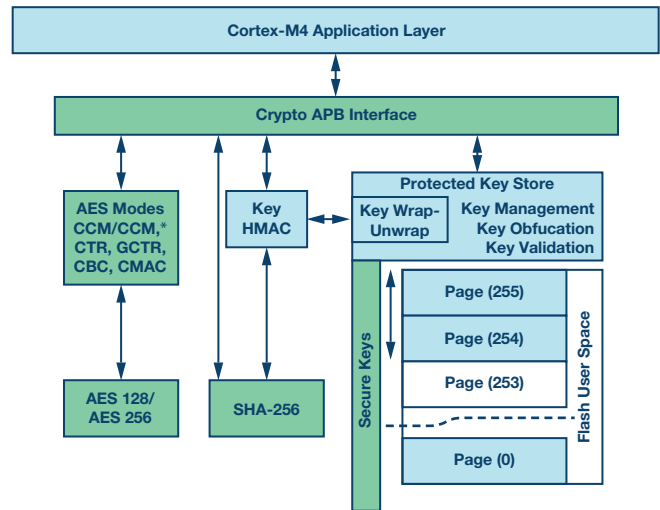 Cortex-M4 Application Layer
Crypto APB Interface
AES Modes
CCM/CCM,*
CTR, GCTR,
CBC, CMAC
Key
HMAC
Protected Key Store
Key Wrap-
Unwrap
Key Management
Key Obfucation
Key Validation
AES 128/
AES 256
SHA-256
Secure Keys
Page (255)
Page (254)
Page (253)
Page (0)
Flash User Space